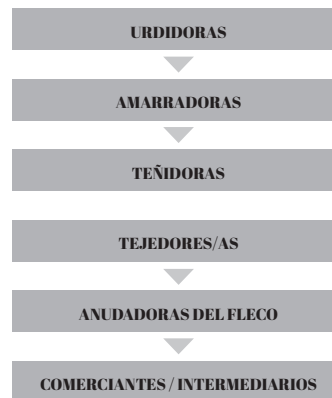 URDIDORAS
AMARRADORAS
TEÑIDORAS
TEJEDORES/AS
ANUDADORAS DEL FLECO
COMERCIANTES / INTERMEDIARIOS